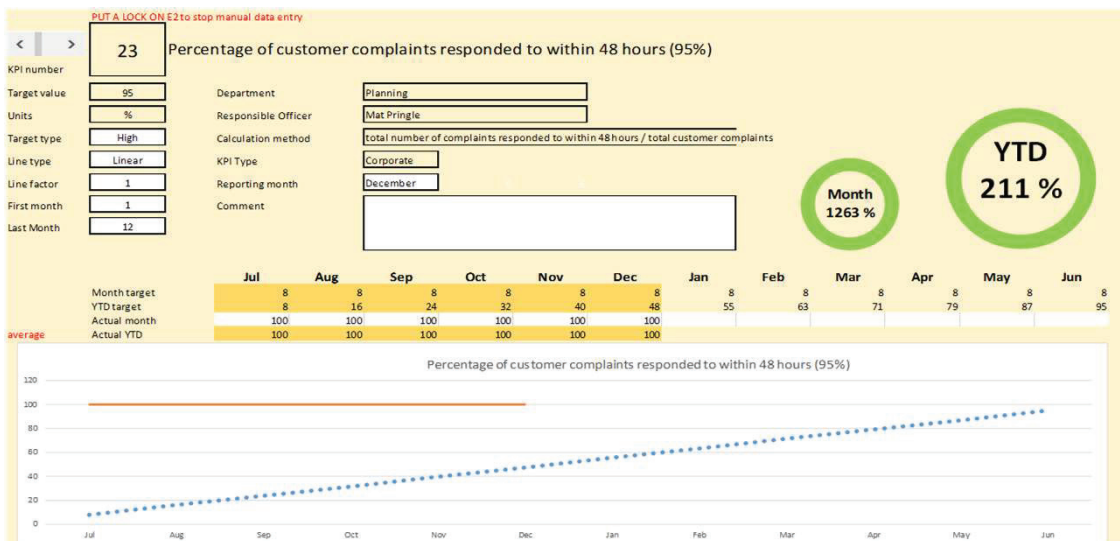 PUT A LOCK ON E2 to stop manual data entry
< > 23 Percentage of customer complaints responded to within 48 hours (95%)
KPI number
Target value 95 Department Planning
Units % Responsible Officer Mat Pringle
Target type High Calculation method total number of complaints responded to within 48 hours / total customer complaints
Line type Linear KPI Type Corporate
Line factor 1 Reporting month December
First month 1 Comment
Last Month 12
Month
1263 %
YTD
211 %
Jul Aug Sep Oct Nov Dec Jan Feb Mar Apr May Jun
Month target 8 8 8 8 8 8 8 8 8 8 8 8
YTD target 8 16 24 32 40 48 55 63 71 79 87 95
Actual month 100 100 100 100 100 100
average Actual YTD 100 100 100 100 100 100
Percentage of customer complaints responded to within 48 hours (95%)
120
100
80
60
40
20
0
Jul Aug Sep Oct Nov Dec Jan Feb Mar Apr May Jun